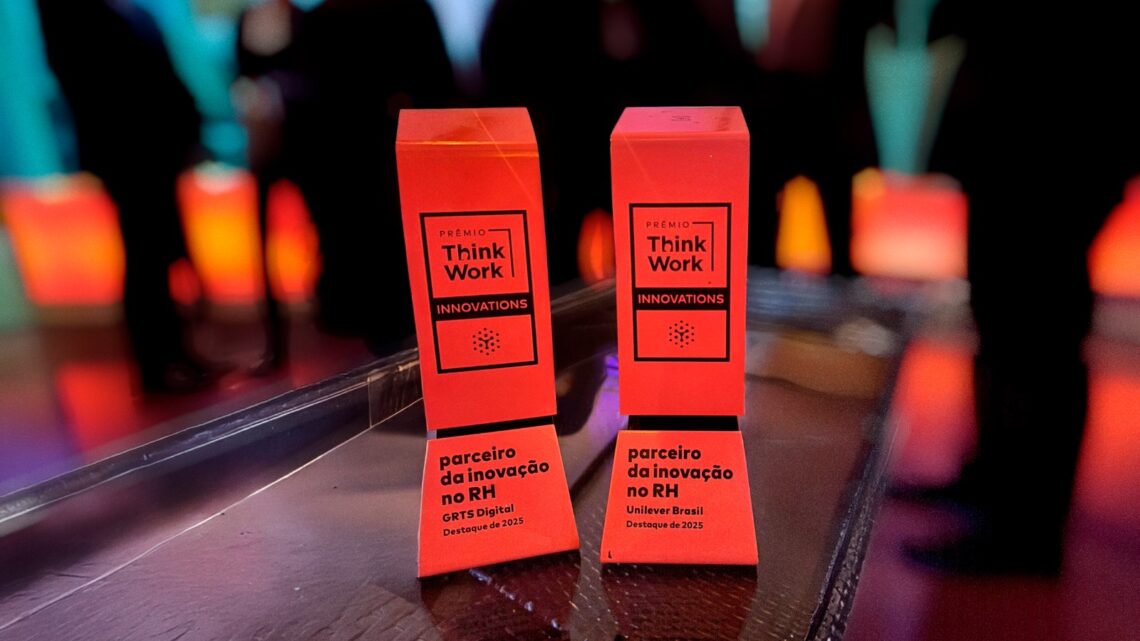 PRÊMIO
Think
Work
INNOVATIONS
parceiro
da inovação
no RH
GRTS Digital
Destaque de 2025
PRÊMIO
Think
Work
INNOVATIONS
parceiro
da inovação
no RH
Unilever Brasil
Destaque de 2025